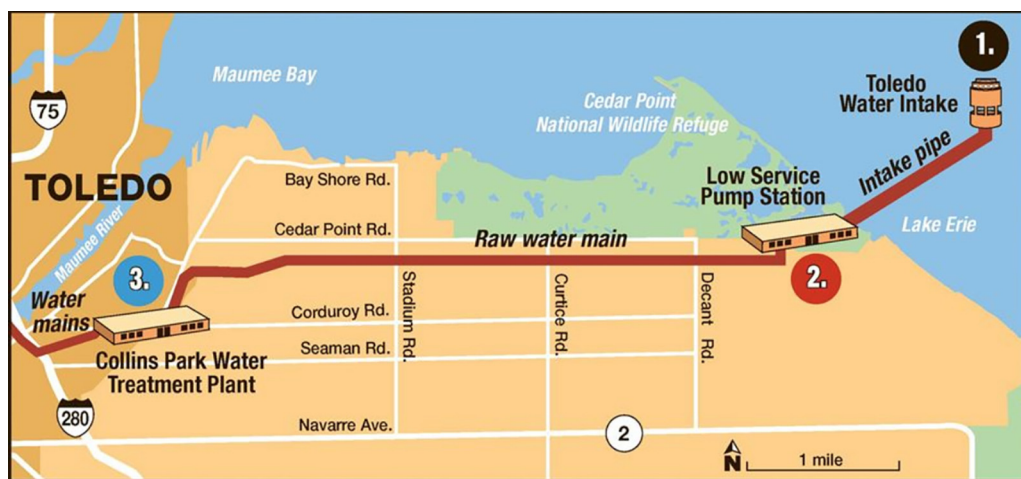 1.
Toledo
Water Intake
Maumee Bay
75
Cedar Point
National Wildlife Refuge
Intake pipe
Low Service
Pump Station
TOLEDO
Bay Shore Rd.
Maumee River
Cedar Point Rd.
Raw water main
Lake Erie
3.
2.
Water
mains
Stadium Rd.
Curtice Rd.
Decant Rd.
Corduroy Rd.
Seaman Rd.
Collins Park Water
Treatment Plant
280
Navarre Ave.
2
N
1 mile